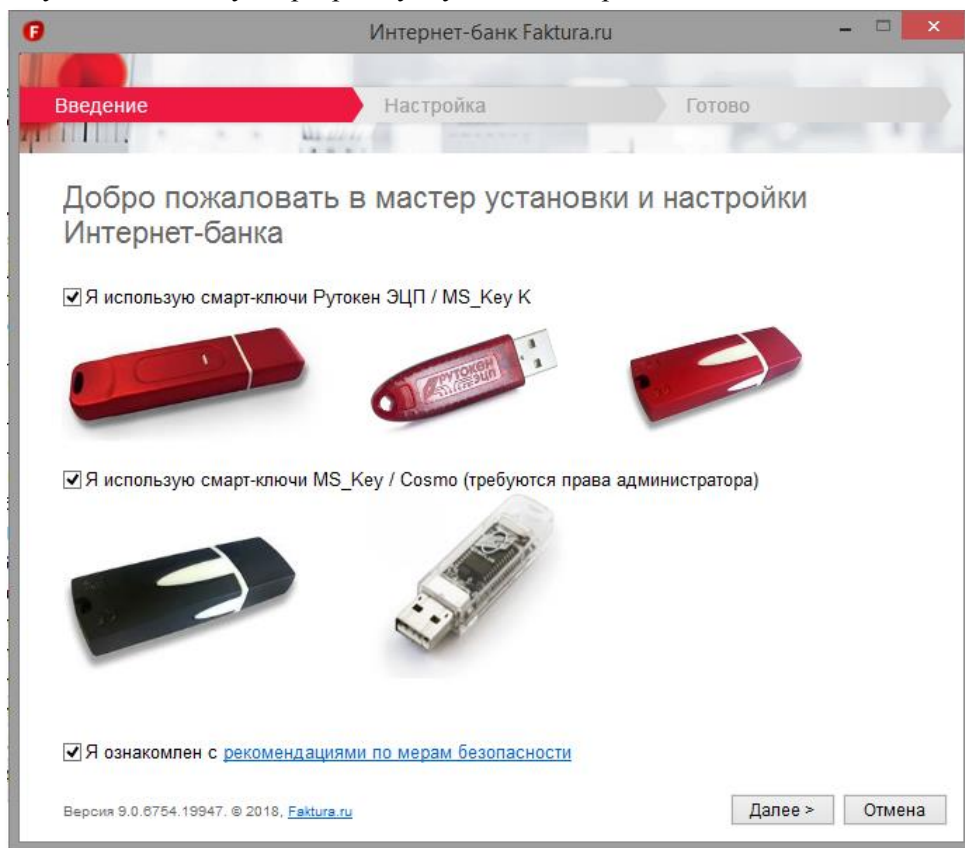 Интернет-банк Faktura.ru
Введение
Настройка
Готово
Добро пожаловать в мастер установки и настройки
Интернет-банка
Я использую смарт-ключи Рутокен ЭЦП / MS_Key K
РУТОКЕН
ЭЦП
Я использую смарт-ключи MS_Key / Cosmo (требуются права администратора)
Я ознакомлен с рекомендациями по мерам безопасности
Версия 9.0.6754.19947. © 2018, Faktura.ru
Далее >
Отмена